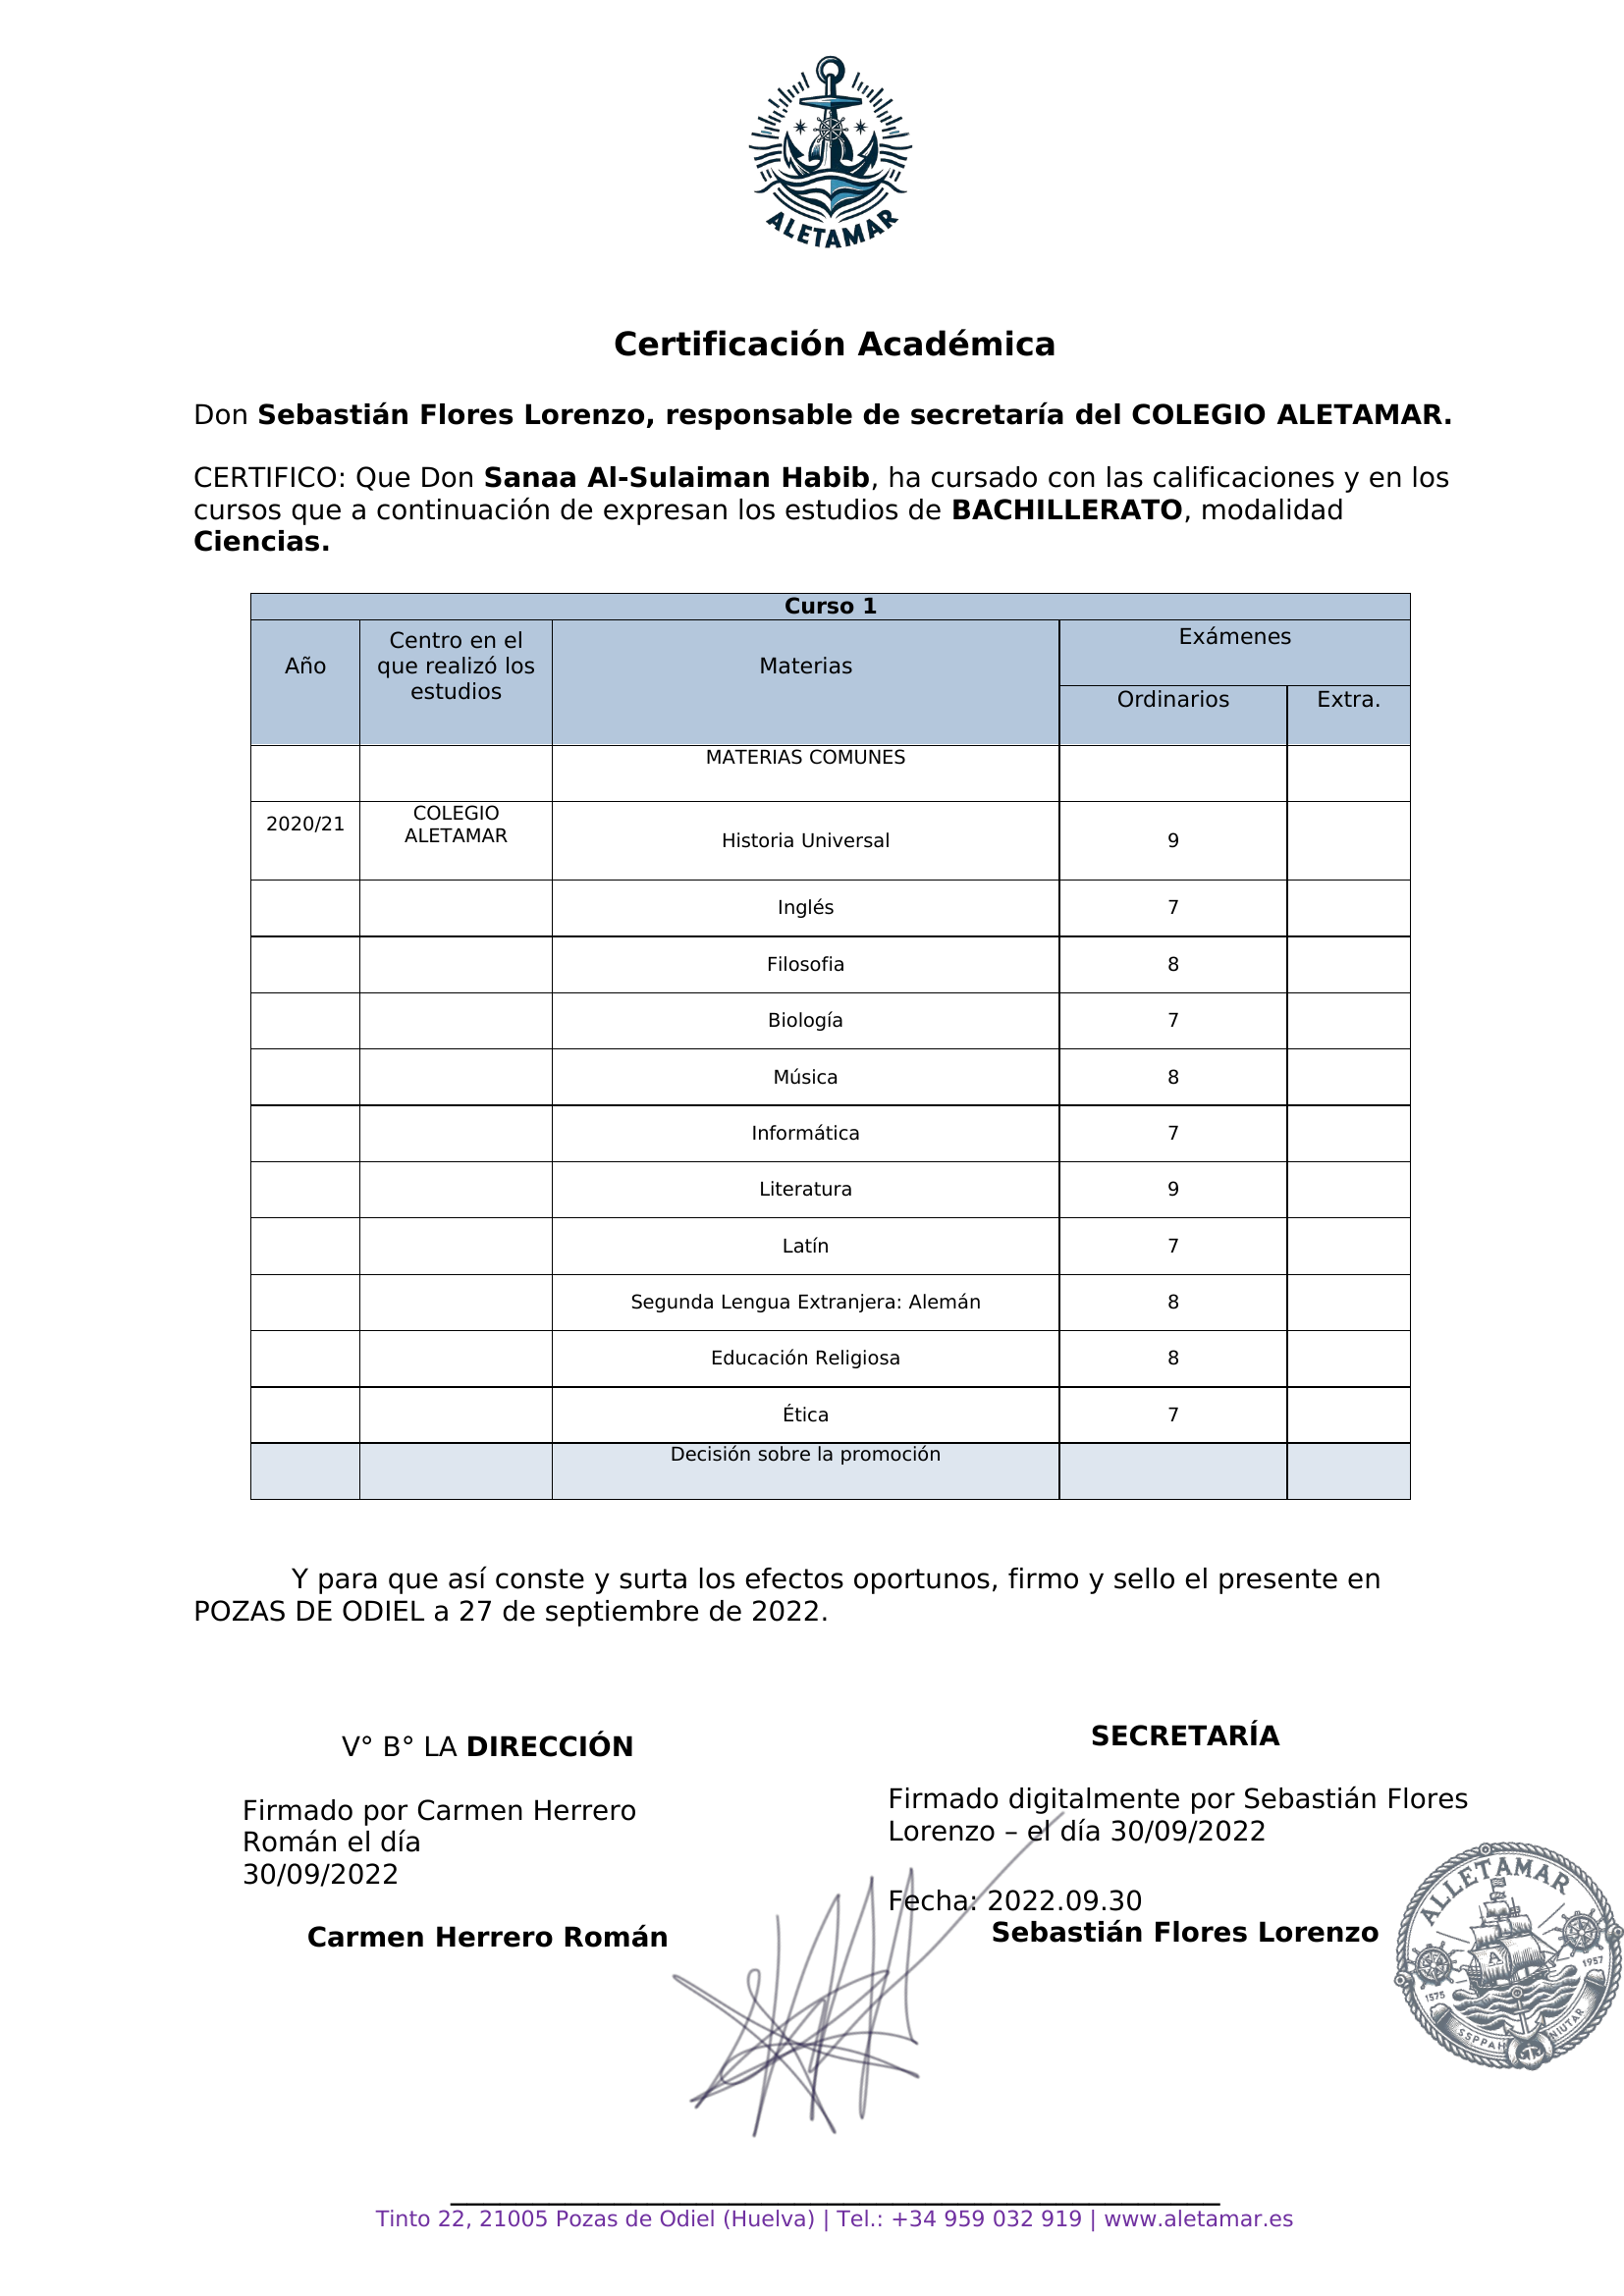 ALETAMAR
Certificación Académica
Don Sebastián Flores Lorenzo, responsable de secretaría del COLEGIO ALETAMAR.
CERTIFICO: Que Don Sanaa Al-Sulaiman Habib, ha cursado con las calificaciones y en los
cursos que a continuación de expresan los estudios de BACHILLERATO, modalidad
Ciencias.
Curso 1
Año
Centro en el
que realizó los
estudios
Materias
Exámenes
Ordinarios
Extra.
MATERIAS COMUNES
2020/21
COLEGIO
ALETAMAR
Historia Universal 9
Inglés 7
Filosofia 8
Biología 7
Música 8
Informática 7
Literatura 9
Latín 7
Segunda Lengua Extranjera: Alemán 8
Educación Religiosa 8
Ética 7
Decisión sobre la promoción
Y para que así conste y surta los efectos oportunos, firmo y sello el presente en
POZAS DE ODIEL a 27 de septiembre de 2022.
V° B° LA DIRECCIÓN
Firmado por Carmen Herrero
Román el día
30/09/2022
Carmen Herrero Román
SECRETARÍA
Firmado digitalmente por Sebastián Flores
Lorenzo – el día 30/09/2022
Fecha: 2022.09.30
Sebastián Flores Lorenzo
ALLETAMAR
A
1575
1957
SSPPAH
NIUTAR
Tinto 22, 21005 Pozas de Odiel (Huelva) | Tel.: +34 959 032 919 | www.aletamar.es